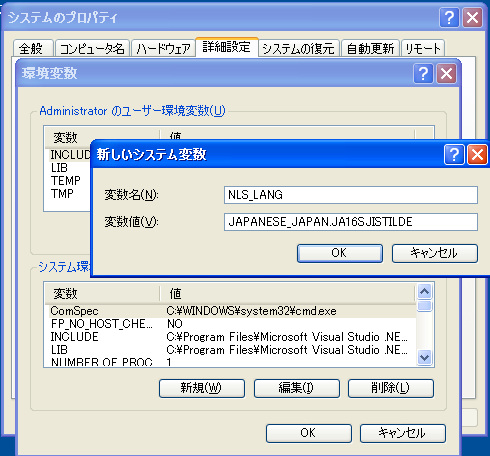 システムのプロパティ
全般 コンピュータ名 ハードウェア 詳細設定 システムの復元 自動更新 リモート
環境変数
Administrator のユーザー環境変数(U)
変数 値
INCLUD
LIB
TEMP
TMP
新しいシステム変数
変数名(N): NLS_LANG
変数値(V): JAPANESE_JAPAN.JA16SJISTILDE
OK キャンセル
システム環
変数 値
ComSpec C:¥WINDOWS¥system32¥cmd.exe
FP_NO_HOST_CHE... NO
INCLUDE C:¥Program Files¥Microsoft Visual Studio .NE...
LIB C:¥Program Files¥Microsoft Visual Studio .NE...
NUMBER_OF_PROC 1
新規(W) 編集(I) 削除(L)
OK キャンセル